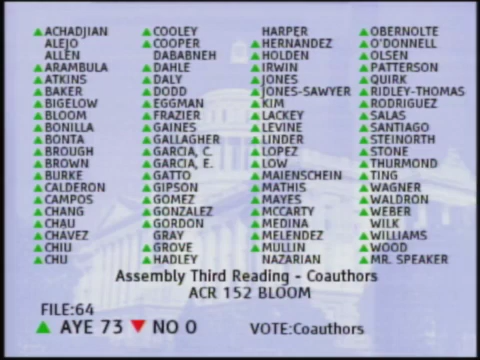 ACHADJIAN COOLEY HARPER OBERNOLTE
ALEJO COOPER HERNANDEZ O'DONNELL
ALLEN DABABNEH HOLDEN OLSEN
ARAMBULA DAHLE IRWIN PATTERSON
ATKINS DALY JONES QUIRK
BAKER DODD JONES-SAWYER RIDLEY-THOMAS
BIGELOW EGGMAN KIM RODRIGUEZ
BLOOM FRAZIER LACKEY SALAS
BONILLA GAINES LEVINE SANTIAGO
BONTA GALLAGHER LINDER STEINORTH
BROUGH GARCIA, C. LOPEZ STONE
BROWN GARCIA, E. LOW THURMOND
BURKE GATTO MAIENSCHEIN TING
CALDERON GIPSON MATHIS WAGNER
CAMPOS GOMEZ MAYES WALDRON
CHANG GONZALEZ MCCARTY WEBER
CHAU GORDON MEDINA WILK
CHÁVEZ GRAY MELENDEZ WILLIAMS
CHIU GROVE MULLIN WOOD
CHU HADLEY NAZARIAN MR. SPEAKER
Assembly Third Reading - Coauthors
ACR 152 BLOOM
FILE:64
AYE 73 NO 0 VOTE:Coauthors